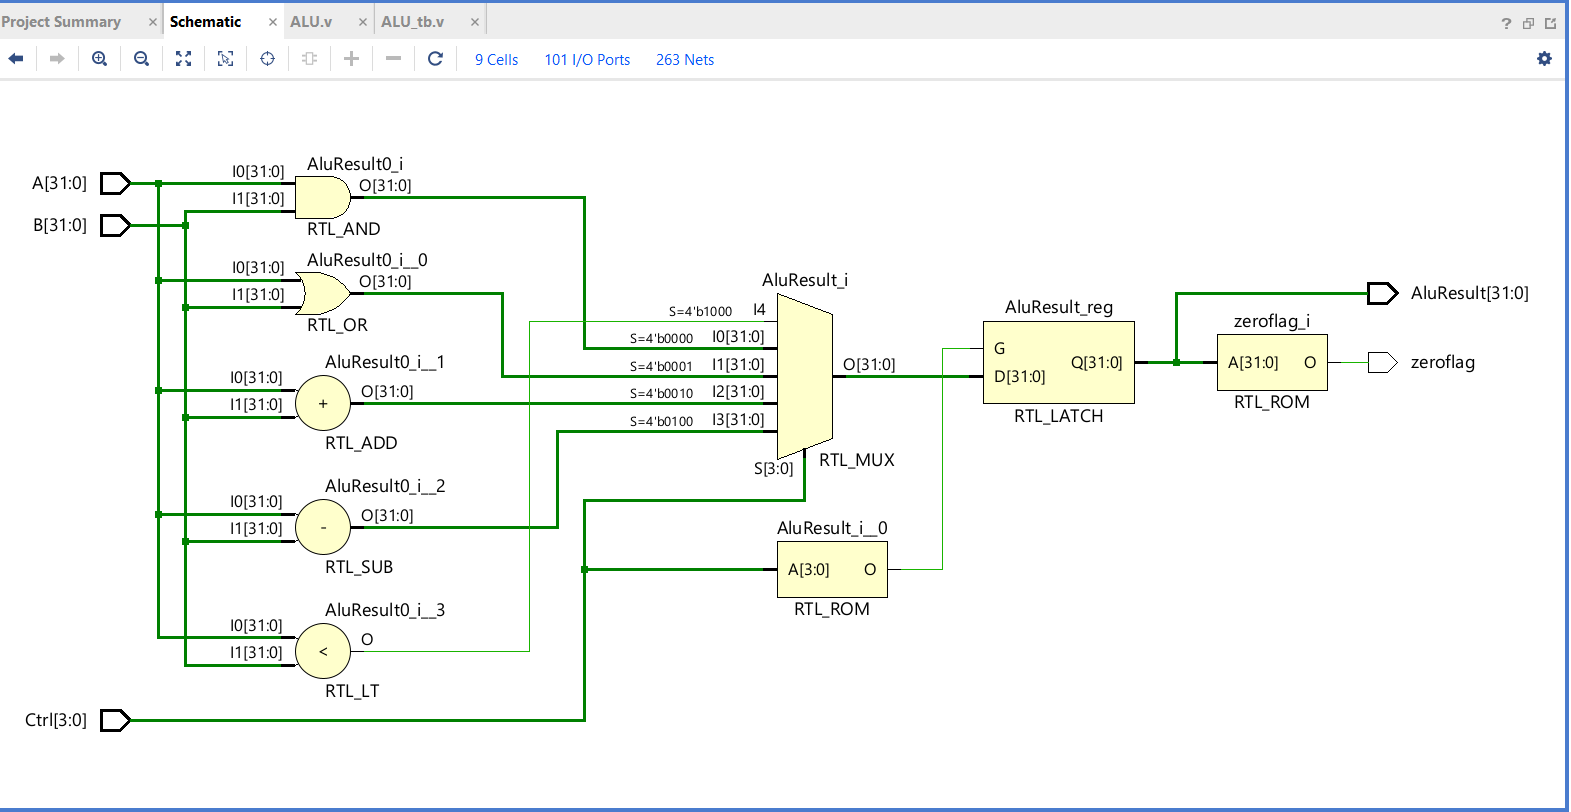 Project Summary × Schematic × ALU.v × ALU_tb.v ×
?
9 Cells 101 I/O Ports 263 Nets
A[31:0]
B[31:0]
Ctrl[3:0]
AluResult0_i
I0[31:0]
I1[31:0]
O[31:0]
RTL_AND
AluResult0_i__0
I0[31:0]
I1[31:0]
O[31:0]
RTL_OR
AluResult0_i__1
I0[31:0]
I1[31:0]
+
O[31:0]
RTL_ADD
AluResult0_i__2
I0[31:0]
I1[31:0]
-
O[31:0]
RTL_SUB
AluResult0_i__3
I0[31:0]
I1[31:0]
<
O
RTL_LT
AluResult_i
S=4'b1000 I4
S=4'b0000 I0[31:0]
S=4'b0001 I1[31:0]
S=4'b0010 I2[31:0]
S=4'b0100 I3[31:0]
S[3:0]
O[31:0]
RTL_MUX
AluResult_i__0
A[3:0] O
RTL_ROM
AluResult_reg
G
D[31:0]
Q[31:0]
RTL_LATCH
zeroflag_i
A[31:0] O
RTL_ROM
AluResult[31:0]
zeroflag